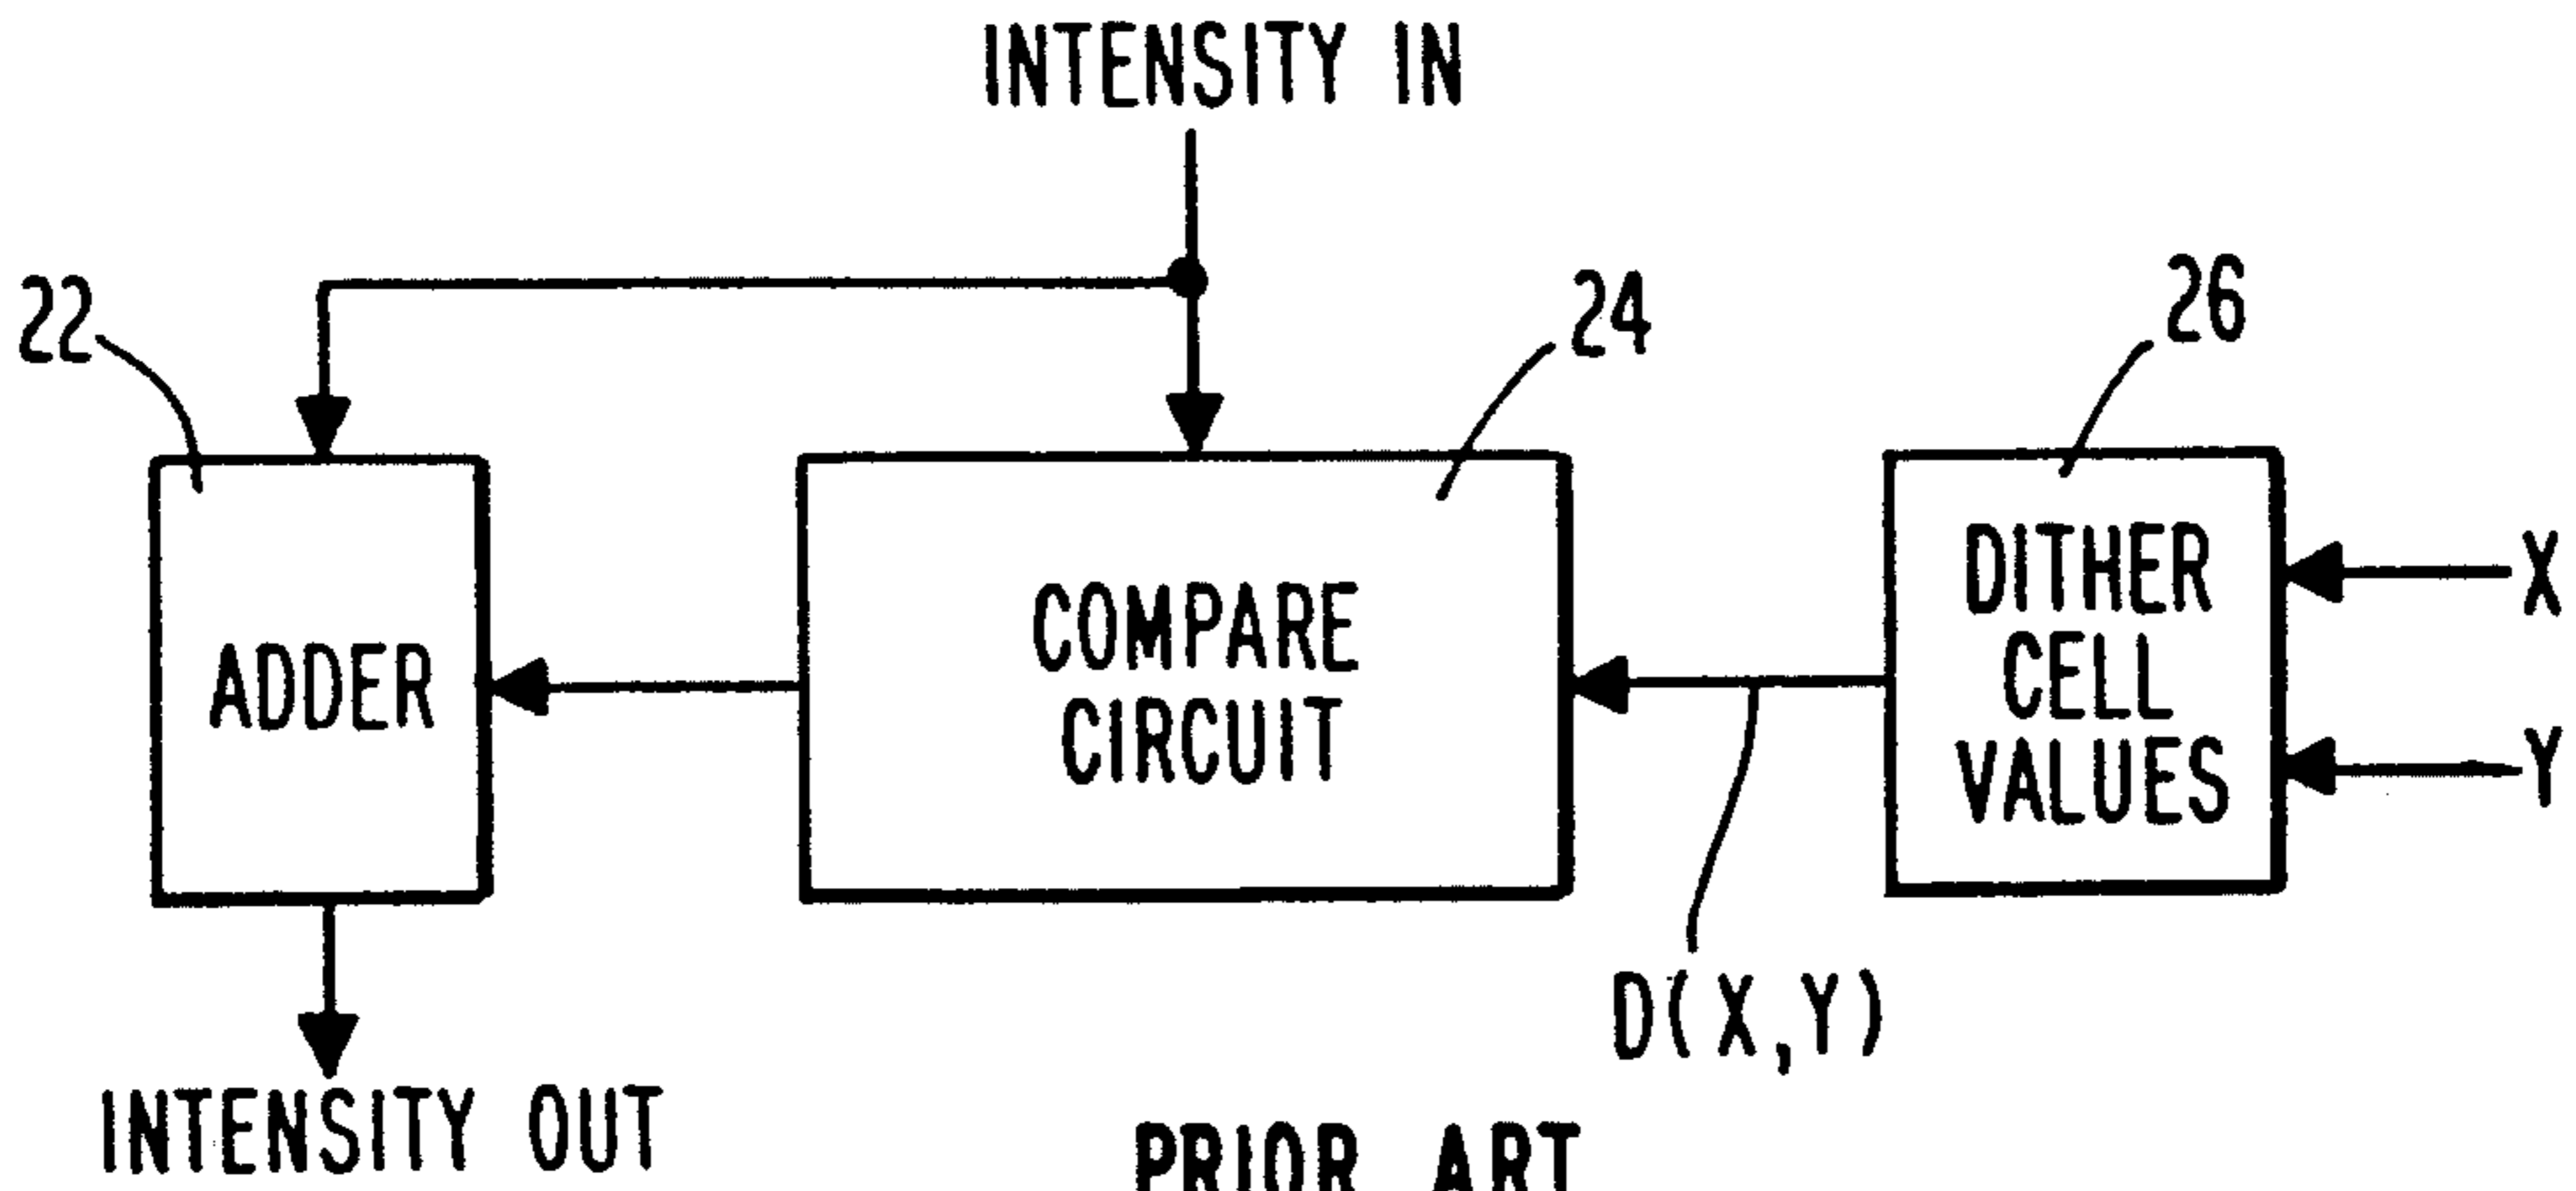 INTENSITY IN
22
24
26
ADDER
COMPARE
CIRCUIT
DITHER
CELL
VALUES
X
Y
D(X,Y)
INTENSITY OUT
PRIOR ART